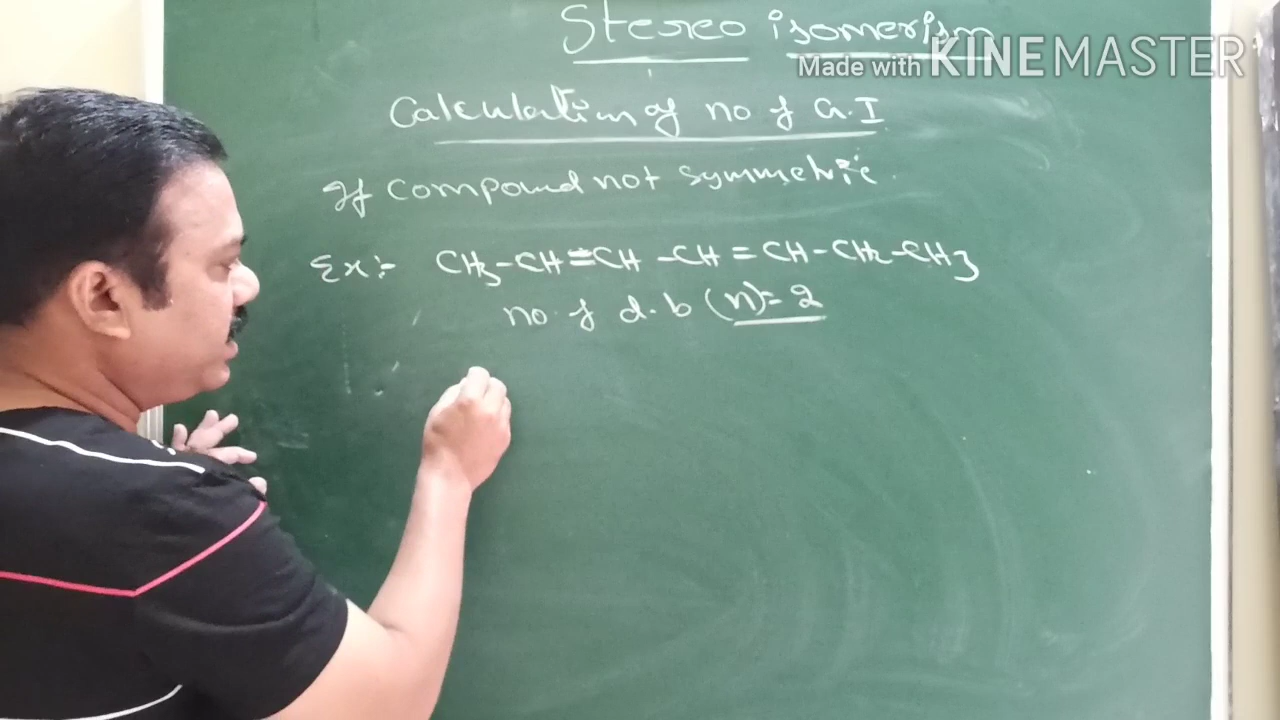 Stereo isomerism
Made with KINEMASTER
Calculation of no of G.I
If compound not symmetric
Ex:- CH3-CH=CH-CH=CH-CH2-CH3
no. of d.b (n)=2